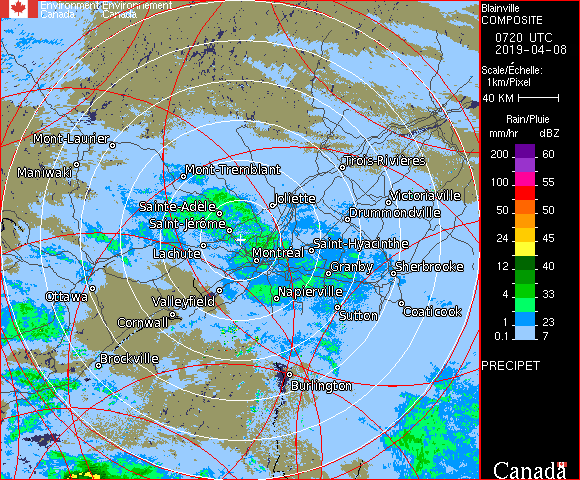 Environment Environnement
Canada Canada
Blainville
COMPOSITE
0720 UTC
2019-04-08
Scale/Échelle:
1km/Pixel
40 KM
Rain/Pluie
mm/hr dBZ
200 60
100 55
50 50
24 45
12 40
4 33
1 23
0.1 7
PRECIPET
Canada
Mont-Laurier
Maniwaki
Mont-Tremblant
Trois-Rivières
Sainte-Adèle
Joliette
Victoriaville
Drummondville
Saint-Jérôme
Lachute
Montréal
Saint-Hyacinthe
Granby
Sherbrooke
Ottawa
Valleyfield
Napierville
Cornwall
Sutton
Coaticook
Brockville
Burlington